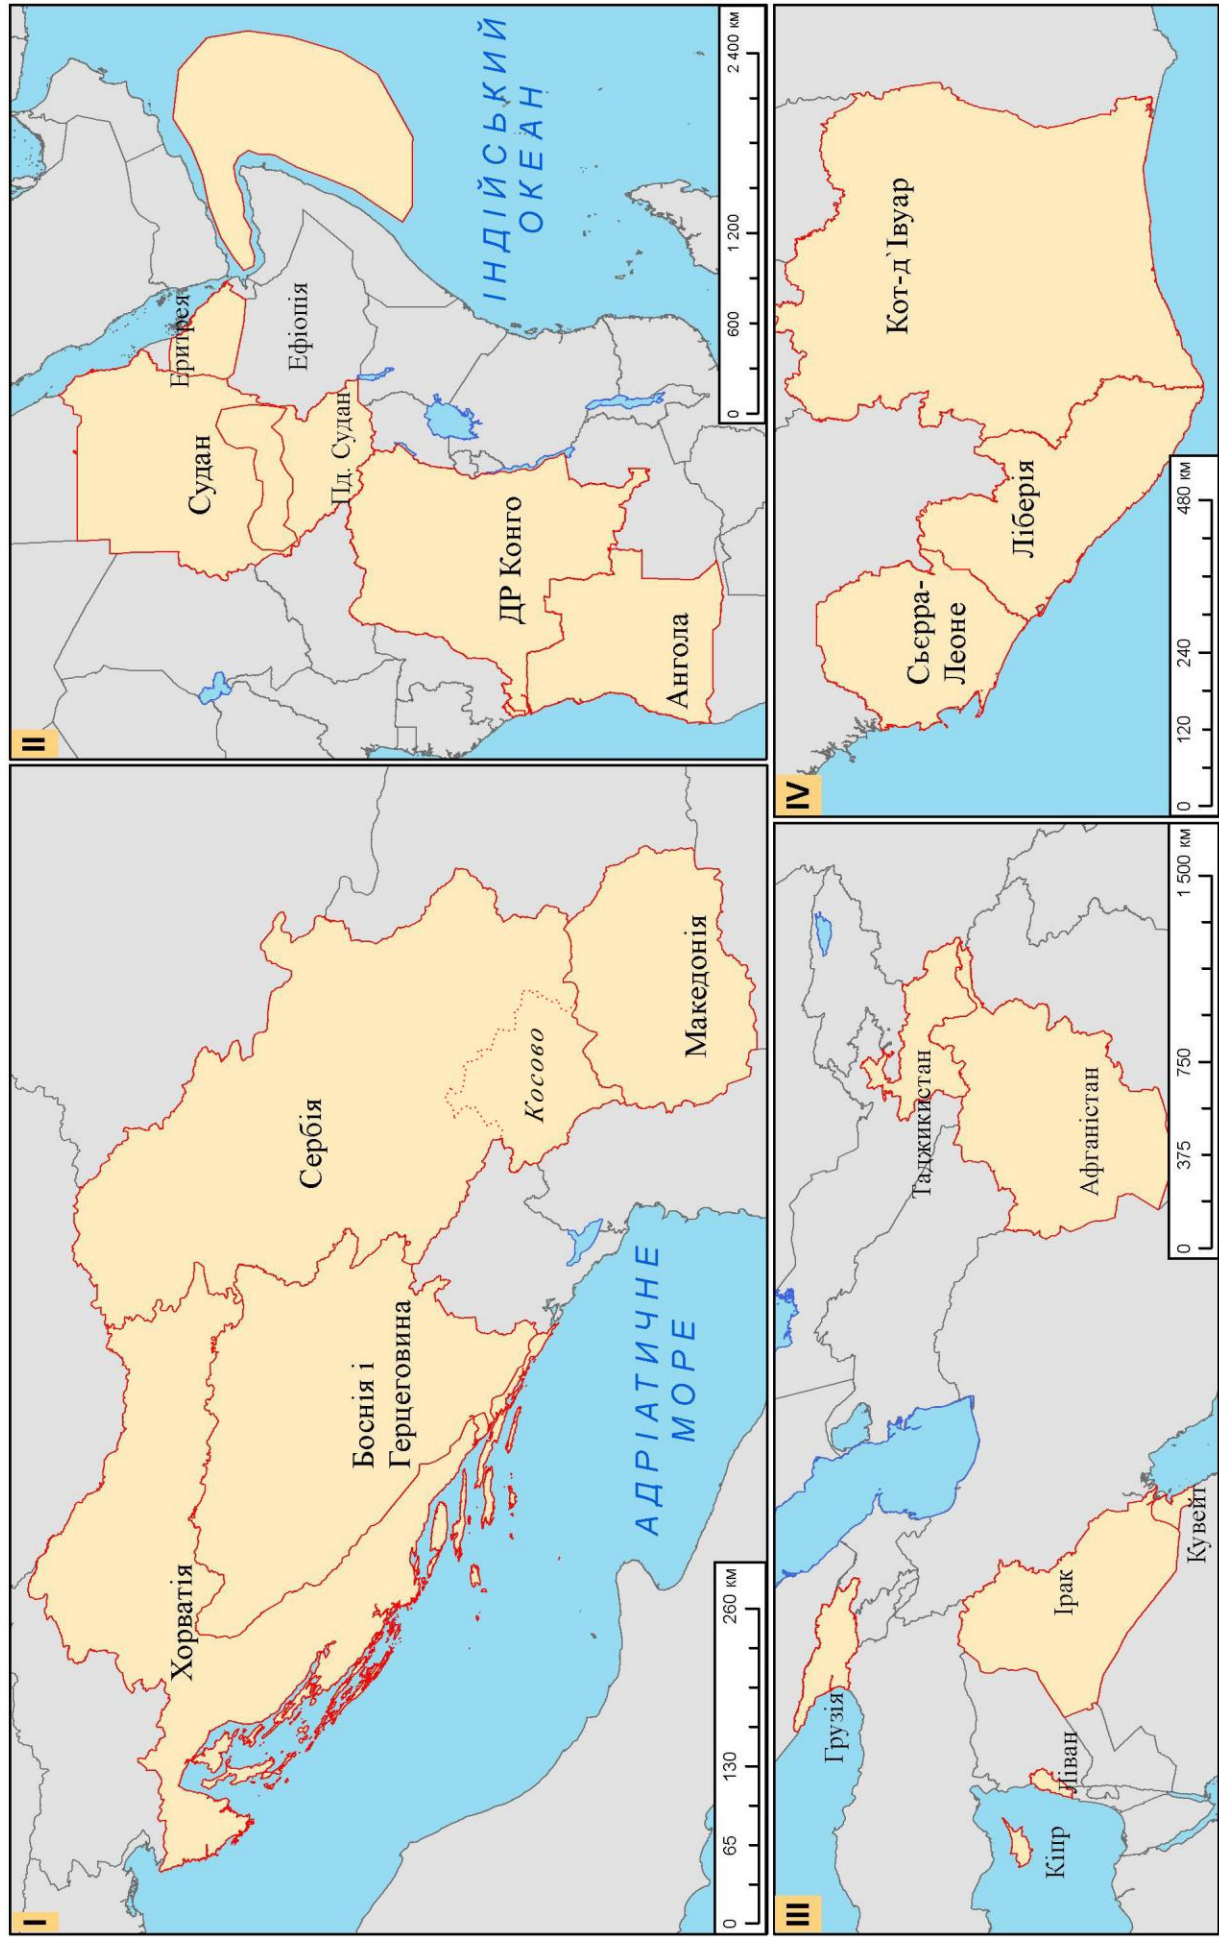 I
Хорватія
Сербія
Боснія і
Герцеговина
Косово
Македонія
АДРІАТИЧНЕ
МОРЕ
0 65 130 260 км
II
Судан
Еритрея
Ефіопія
Пд. Судан
ДР Конго
Ангола
ІНДІЙСЬКИЙ
ОКЕАН
0 600 1 200 2 400 км
III
Грузія
Таджикистан
Кіпр
Ліван
Ірак
Афганістан
Кувейт
0 375 750 1 500 км
IV
Кот-д`Івуар
Сьєрра-
Леоне
Ліберія
0 120 240 480 км